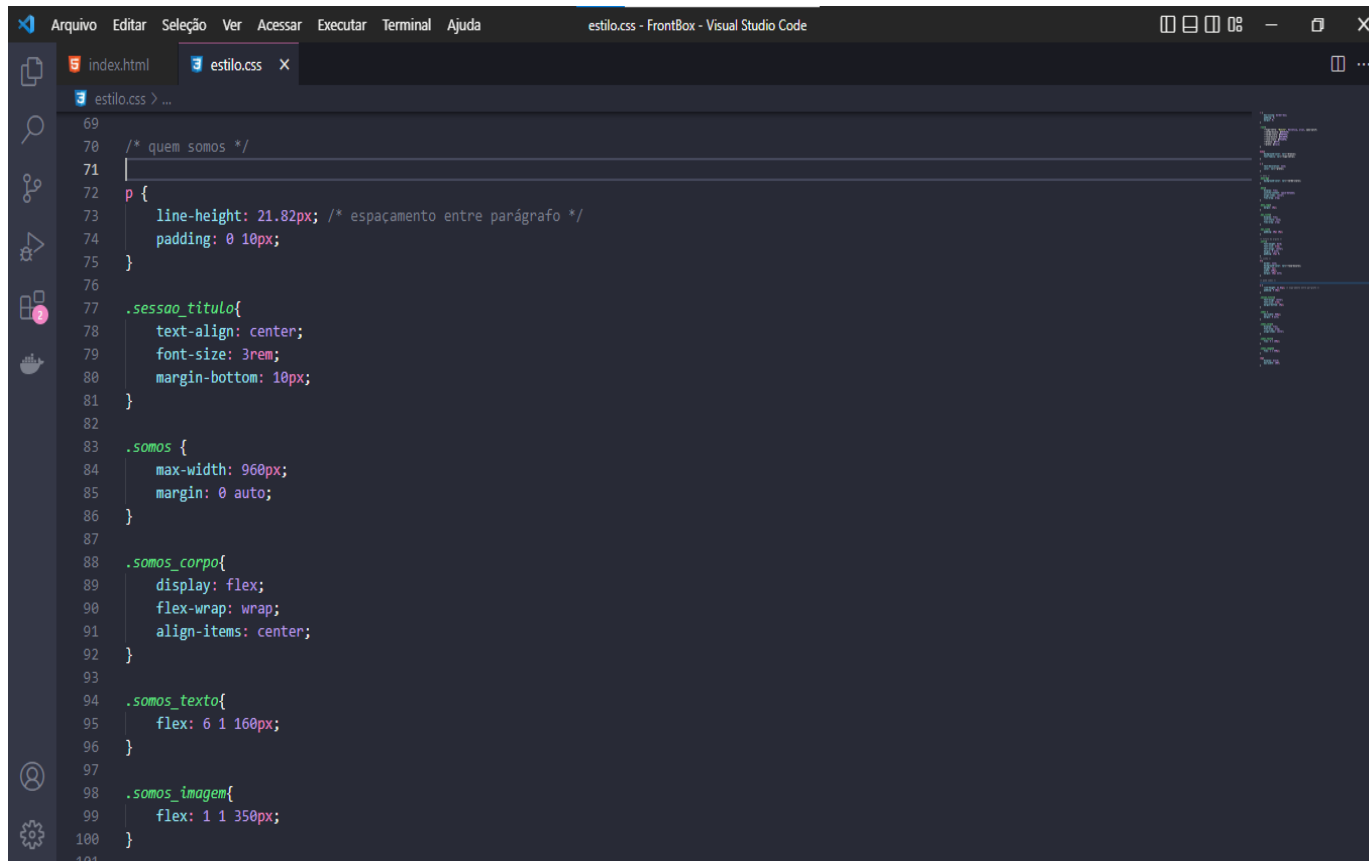 Arquivo Editar Seleção Ver Acessar Executar Terminal Ajuda estilo.css - FrontBox - Visual Studio Code
index.html estilo.css
estilo.css > ...
69
70 /* quem somos */
71
72 p {
73 line-height: 21.82px; /* espaçamento entre parágrafo */
74 padding: 0 10px;
75 }
76
77 .sessao_titulo{
78 text-align: center;
79 font-size: 3rem;
80 margin-bottom: 10px;
81 }
82
83 .somos {
84 max-width: 960px;
85 margin: 0 auto;
86 }
87
88 .somos_corpo{
89 display: flex;
90 flex-wrap: wrap;
91 align-items: center;
92 }
93
94 .somos_texto{
95 flex: 6 1 160px;
96 }
97
98 .somos_imagem{
99 flex: 1 1 350px;
100 }
101
2